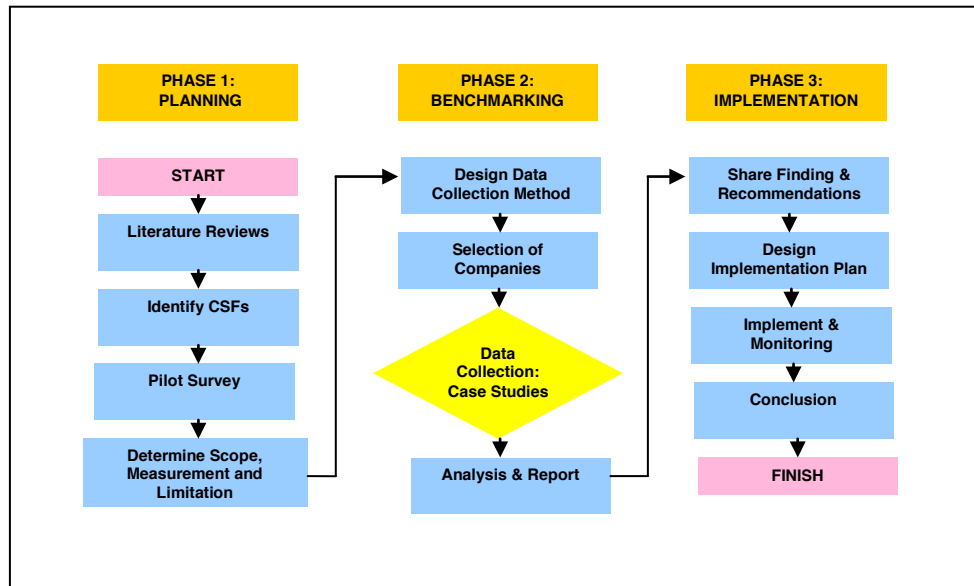 PHASE 1:
PLANNING
START
Literature Reviews
Identify CSFs
Pilot Survey
Determine Scope,
Measurement and
Limitation
PHASE 2:
BENCHMARKING
Design Data
Collection Method
Selection of
Companies
Data
Collection:
Case Studies
Analysis & Report
PHASE 3:
IMPLEMENTATION
Share Finding &
Recommendations
Design
Implementation Plan
Implement &
Monitoring
Conclusion
FINISH